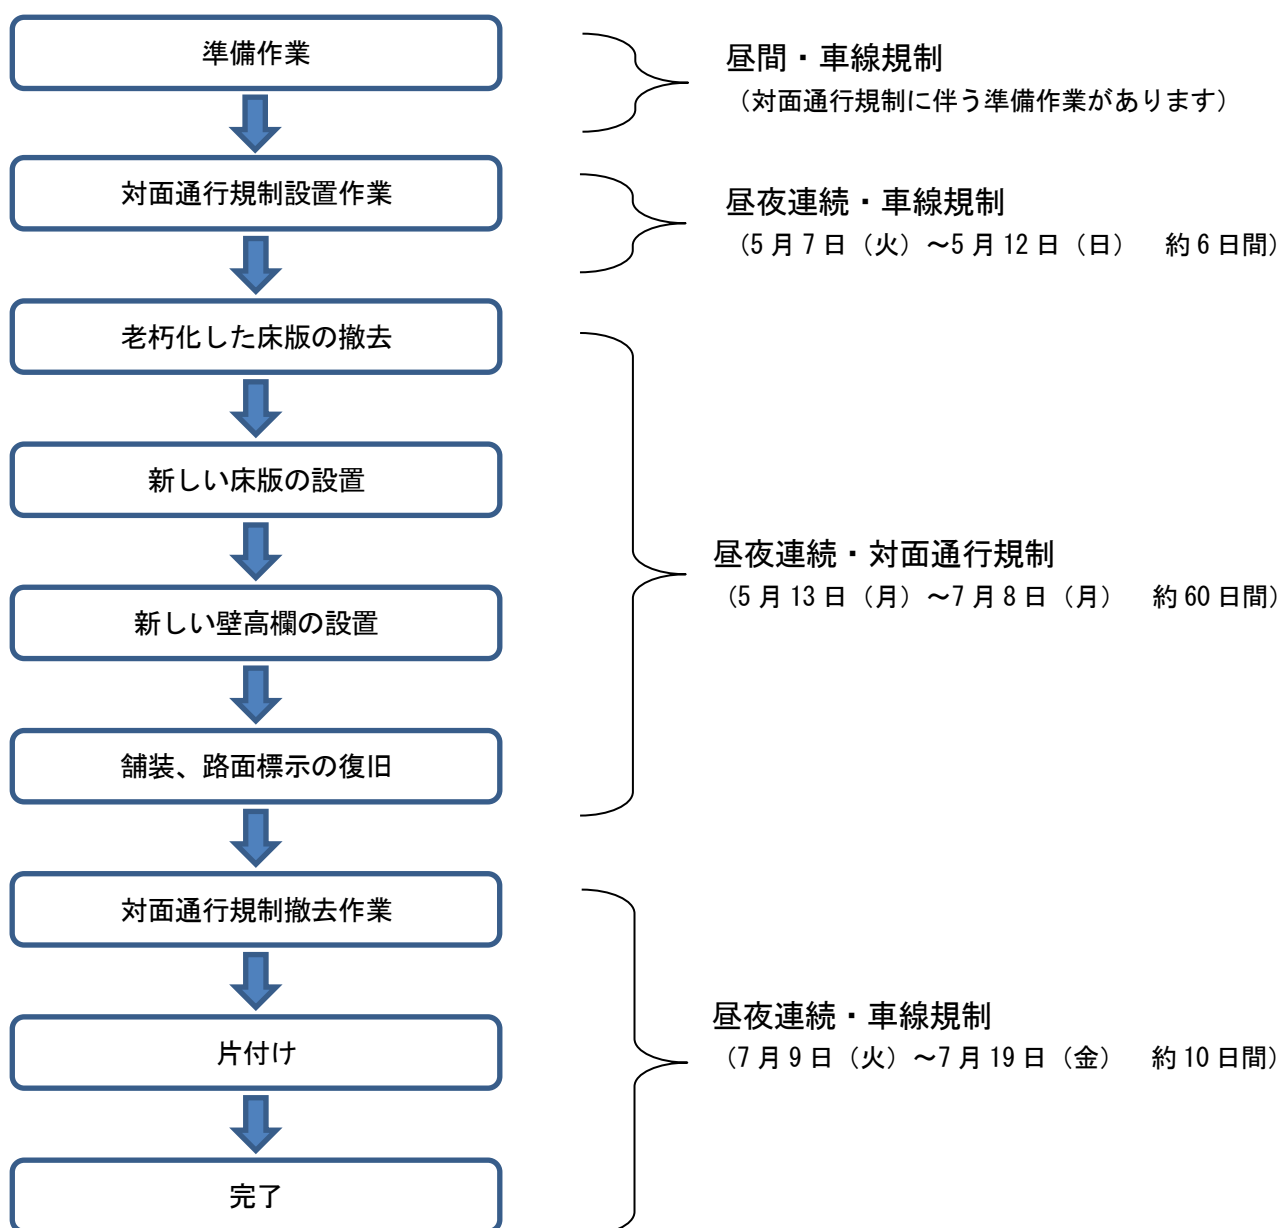 準備作業
昼間・車線規制
（対面通行規制に伴う準備作業があります）
対面通行規制設置作業
昼夜連続・車線規制
（5月7日（火）～5月12日（日）　約6日間）
老朽化した床版の撤去
新しい床版の設置
新しい壁高欄の設置
舗装、路面標示の復旧
昼夜連続・対面通行規制
（5月13日（月）～7月8日（月）　約60日間）
対面通行規制撤去作業
片付け
完了
昼夜連続・車線規制
（7月9日（火）～7月19日（金）　約10日間）